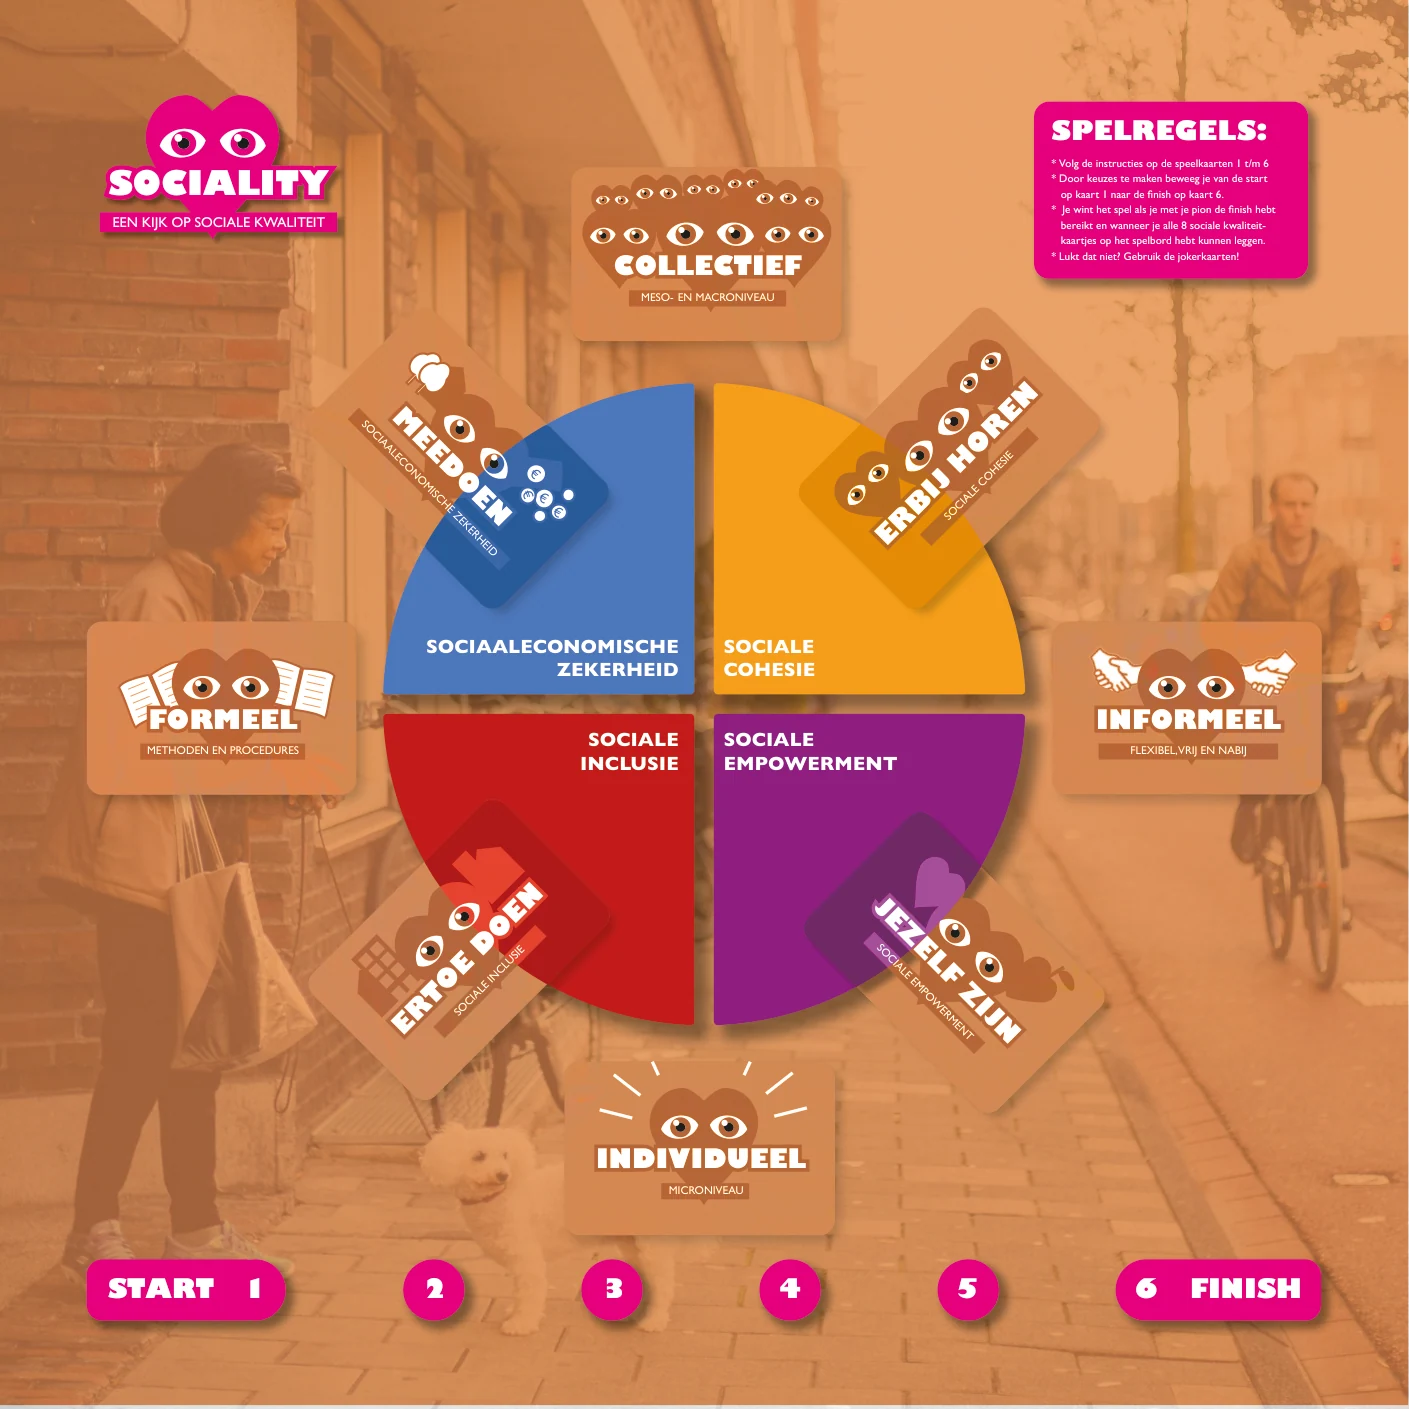 SOCIALITY
EEN KIJK OP SOCIALE KWALITEIT
SPELREGELS:
* Volg de instructies op de speelkaarten 1 t/m 6
* Door keuzes te maken beweeg je van de start
op kaart 1 naar de finish op kaart 6.
* Je wint het spel als je met je pion de finish hebt
bereikt en wanneer je alle 8 sociale kwaliteit-
kaartjes op het spelbord hebt kunnen leggen.
* Lukt dat niet? Gebruik de jokerkaarten!
COLLECTIEF
MESO- EN MACRONIVEAU
MEEDOEN
SOCIAALECONOMISCHE ZEKERHEID
ERBIJ HOREN
SOCIALE COHESIE
SOCIAALECONOMISCHE
ZEKERHEID
SOCIALE
COHESIE
FORMEEL
METHODEN EN PROCEDURES
INFORMEEL
FLEXIBEL, VRIJ EN NABIJ
SOCIALE
INCLUSIE
SOCIALE
EMPOWERMENT
ERTOE DOEN
SOCIALE INCLUSIE
JEZELF ZIJN
SOCIALE EMPOWERMENT
INDIVIDUEEL
MICRONIVEAU
START 1
2
3
4
5
6 FINISH